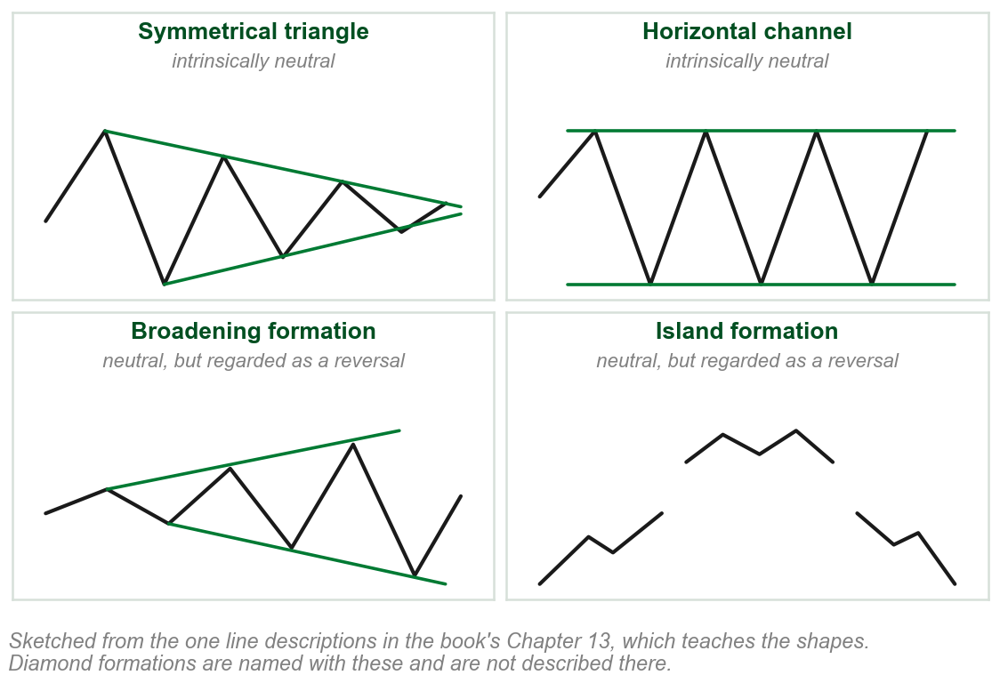 Symmetrical triangle
intrinsically neutral
Horizontal channel
intrinsically neutral
Broadening formation
neutral, but regarded as a reversal
Island formation
neutral, but regarded as a reversal
Sketched from the one line descriptions in the book's Chapter 13, which teaches the shapes.
Diamond formations are named with these and are not described there.